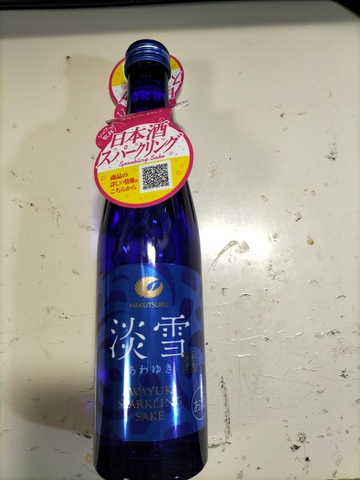 日本酒
スパークリング
Sparkling Sake
商品の
詳しい情報は
こちらから
HAKUTSURU
淡雪
あわゆき
AWAYUKI
SPARKLING
SAKE
お